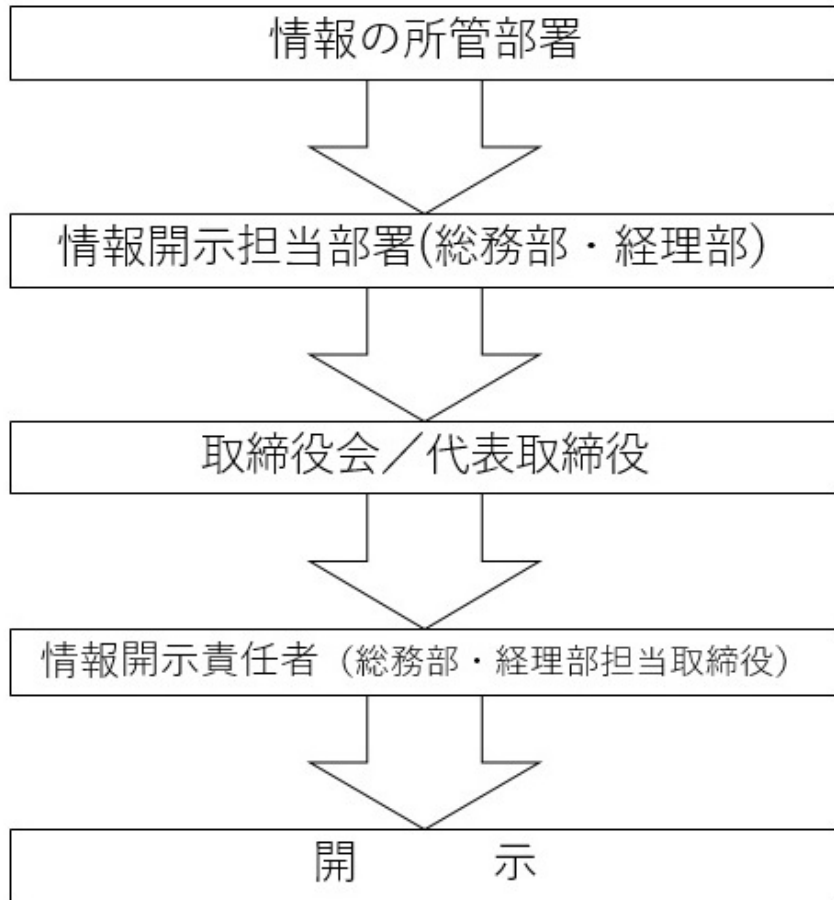 情報の所管部署
情報開示担当部署(総務部・経理部)
取締役会／代表取締役
情報開示責任者（総務部・経理部担当取締役）
開　　　示